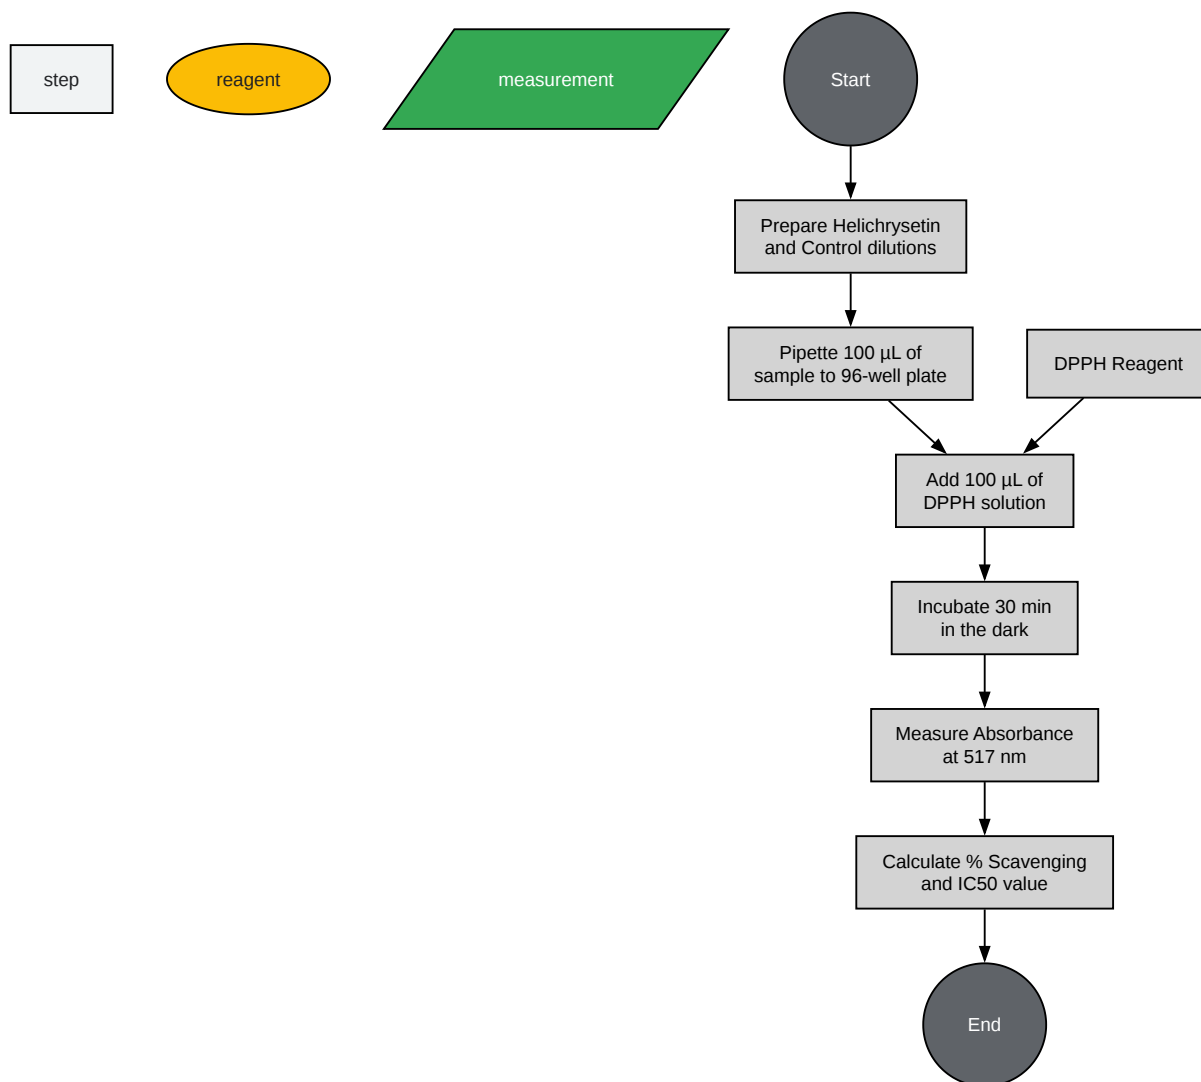 step
reagent
measurement
Start
Prepare Helichrysetin
and Control dilutions
Pipette 100 µL of
sample to 96-well plate
DPPH Reagent
Add 100 µL of
DPPH solution
Incubate 30 min
in the dark
Measure Absorbance
at 517 nm
Calculate % Scavenging
and IC50 value
End